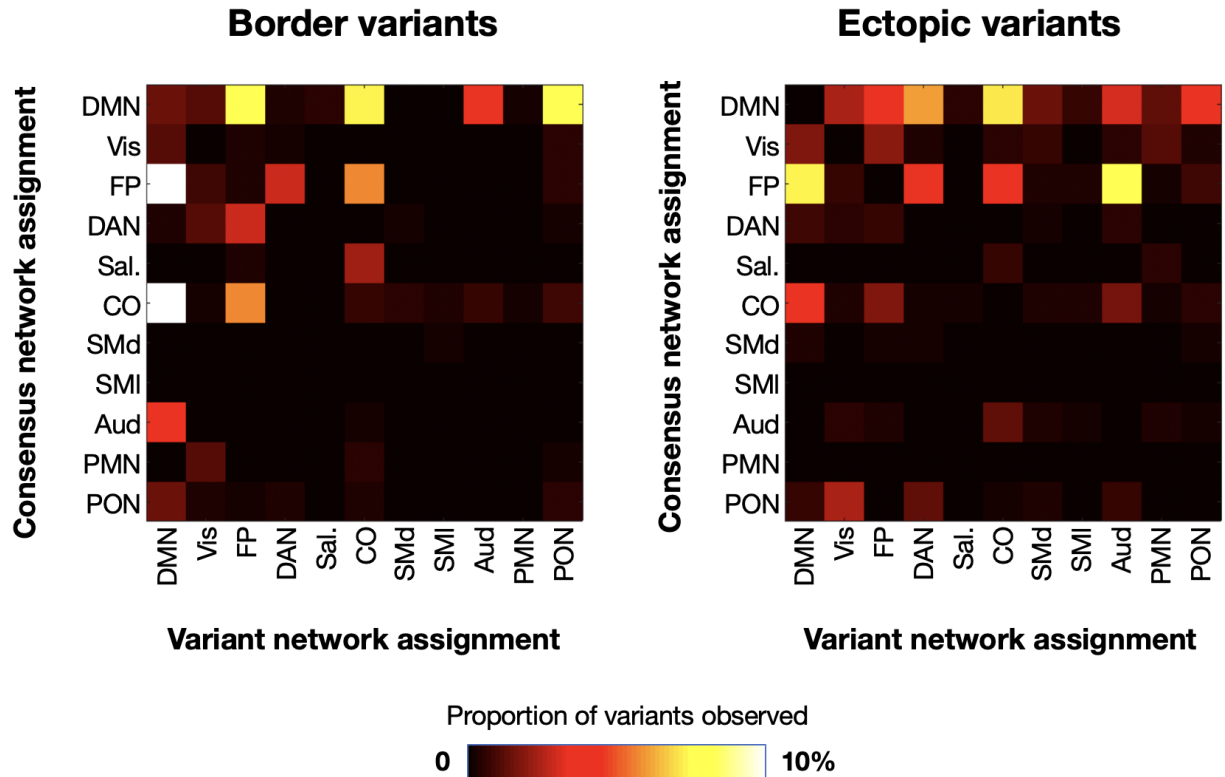 Border variants
Ectopic variants
Consensus network assignment
DMN
Vis
FP
DAN
Sal.
CO
SMd
SMl
Aud
PMN
PON
DMN
Vis
FP
DAN
Sal.
CO
SMd
SMl
Aud
PMN
PON
Variant network assignment
Consensus network assignment
DMN
Vis
FP
DAN
Sal.
CO
SMd
SMl
Aud
PMN
PON
DMN
Vis
FP
DAN
Sal.
CO
SMd
SMl
Aud
PMN
PON
Variant network assignment
Proportion of variants observed
0
10%